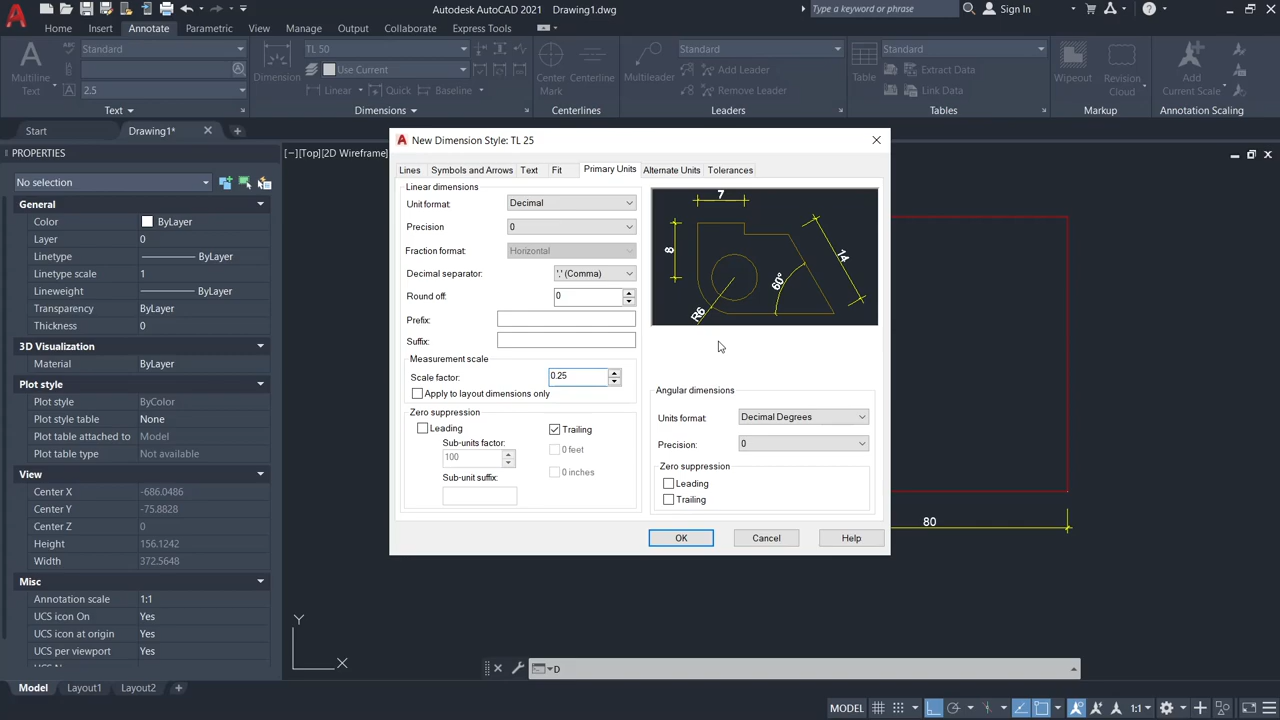 Autodesk AutoCAD 2021 Drawing1.dwg
Type a keyword or phrase
Sign In
Home Insert Annotate Parametric View Manage Output Collaborate Express Tools
Standard
TL 50
Standard
Standard
Use Current
Add Leader
Extract Data
Multiline
Text
Dimension
Center
Mark
Centerline
Multileader
Table
Wipeout
Revision
Cloud
Add
Current Scale
2.5
Linear
Quick
Baseline
Remove Leader
Link Data
Text
Dimensions
Centerlines
Leaders
Tables
Markup
Annotation Scaling
Start
Drawing1*
PROPERTIES
[−][Top][2D Wireframe]
No selection
General
Color ByLayer
Layer 0
Linetype ByLayer
Linetype scale 1
Lineweight ByLayer
Transparency ByLayer
Thickness 0
3D Visualization
Material ByLayer
Plot style
Plot style ByColor
Plot style table None
Plot table attached to Model
Plot table type Not available
View
Center X -686.0486
Center Y -75.8828
Center Z 0
Height 156.1242
Width 372.5648
Misc
Annotation scale 1:1
UCS icon On Yes
UCS icon at origin Yes
UCS per viewport Yes
New Dimension Style: TL 25
Lines Symbols and Arrows Text Fit Primary Units Alternate Units Tolerances
Linear dimensions
Unit format: Decimal
Precision 0
Fraction format: Horizontal
Decimal separator: ',' (Comma)
Round off: 0
Prefix:
Suffix:
Measurement scale
Scale factor: 0.25
Apply to layout dimensions only
Zero suppression
Leading
Trailing
Sub-units factor:
100
0 feet
Sub-unit suffix:
0 inches
7
8
14
60°
R6
Angular dimensions
Units format: Decimal Degrees
Precision: 0
Zero suppression
Leading
Trailing
OK Cancel Help
80
Y
X
D
Model Layout1 Layout2
MODEL
1:1